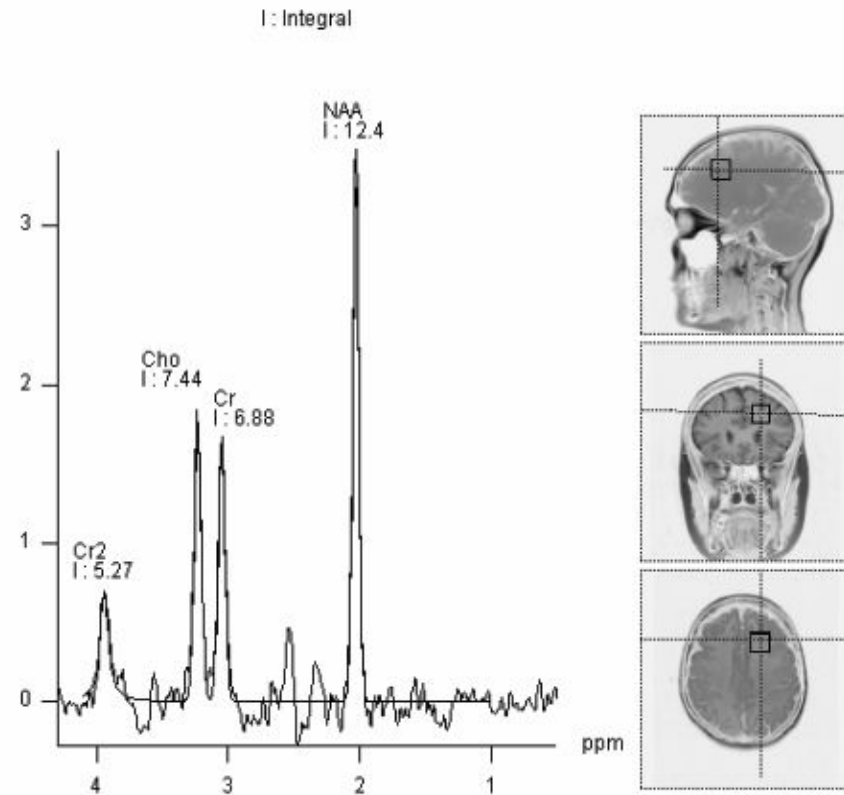 I : Integral
NAA
I : 12.4
3
Cho
I : 7.44
2
Cr
I : 6.88
1
Cr2
I : 5.27
0
ppm
4 3 2 1